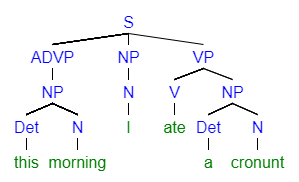 S
ADVP NP VP
NP N V NP
Det N I ate Det N
this morning a cronunt